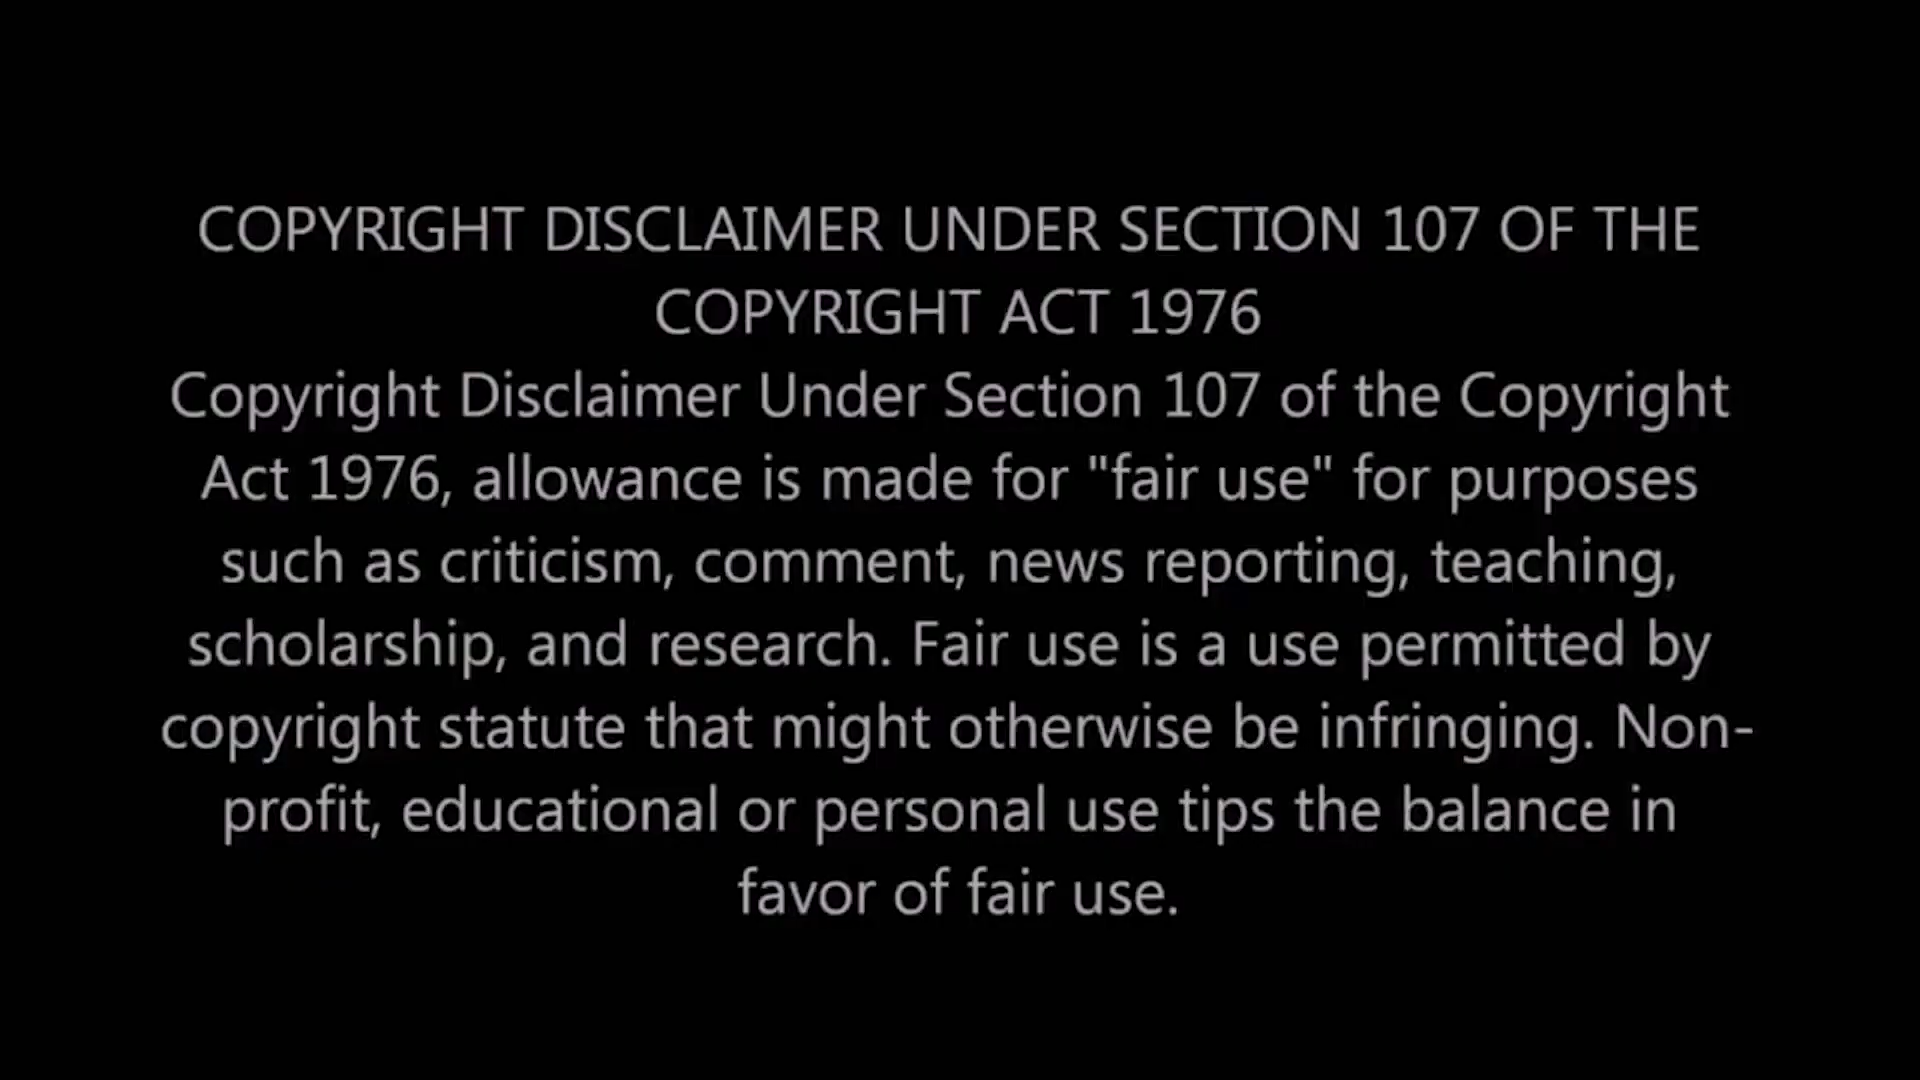 COPYRIGHT DISCLAIMER UNDER SECTION 107 OF THE
COPYRIGHT ACT 1976
Copyright Disclaimer Under Section 107 of the Copyright
Act 1976, allowance is made for "fair use" for purposes
such as criticism, comment, news reporting, teaching,
scholarship, and research. Fair use is a use permitted by
copyright statute that might otherwise be infringing. Non-
profit, educational or personal use tips the balance in
favor of fair use.